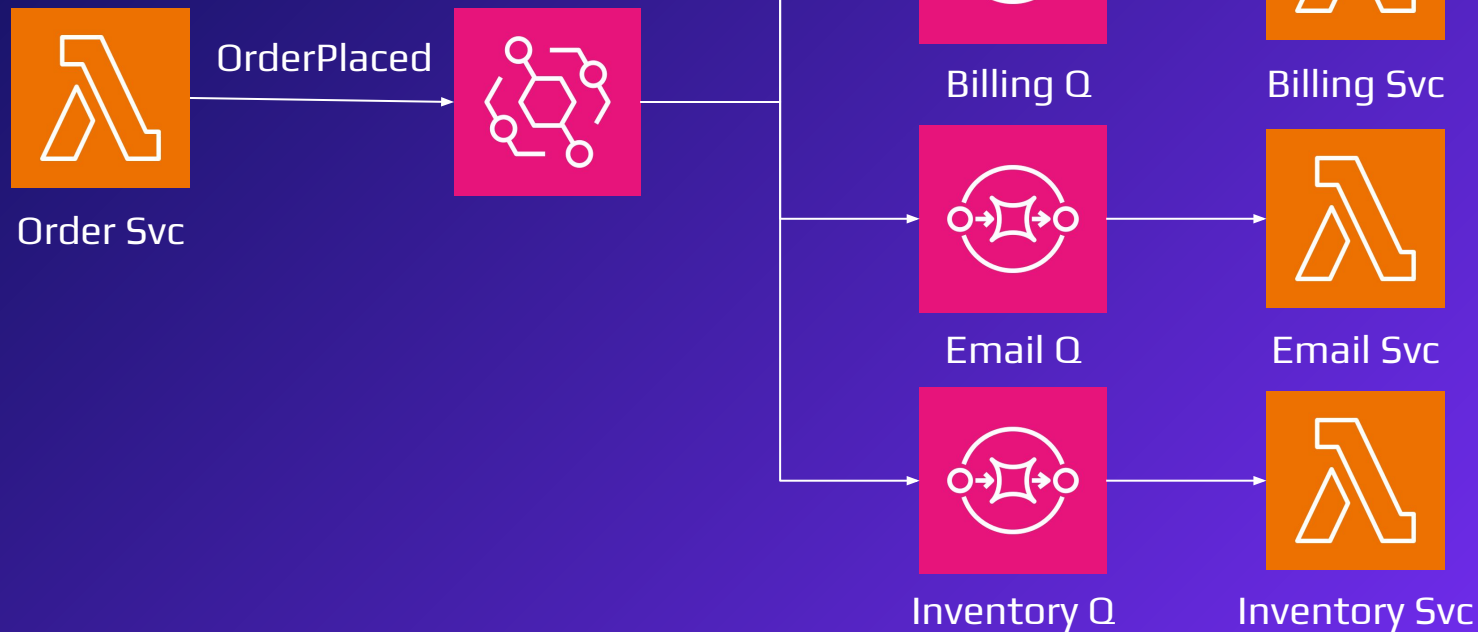 OrderPlaced
Order Svc
Billing Q
Billing Svc
Email Q
Email Svc
Inventory Q
Inventory Svc